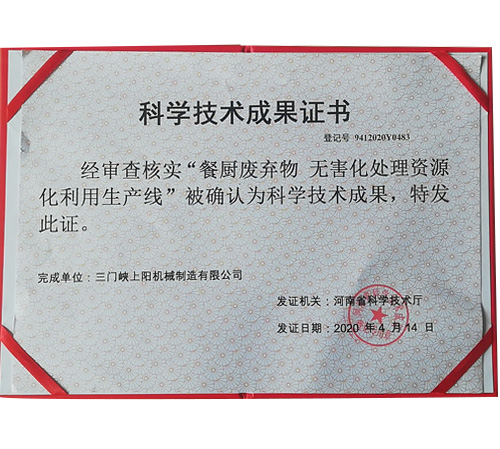 科学技术成果证书
登记号 9412020Y0483
经审查核实“餐厨废弃物 无害化处理资源
化利用生产线”被确认为科学技术成果，特发
此证。
完成单位：三门峡上阳机械制造有限公司
发证机关：河南省科学技术厅
发证日期：2020 年 4 月 14 日